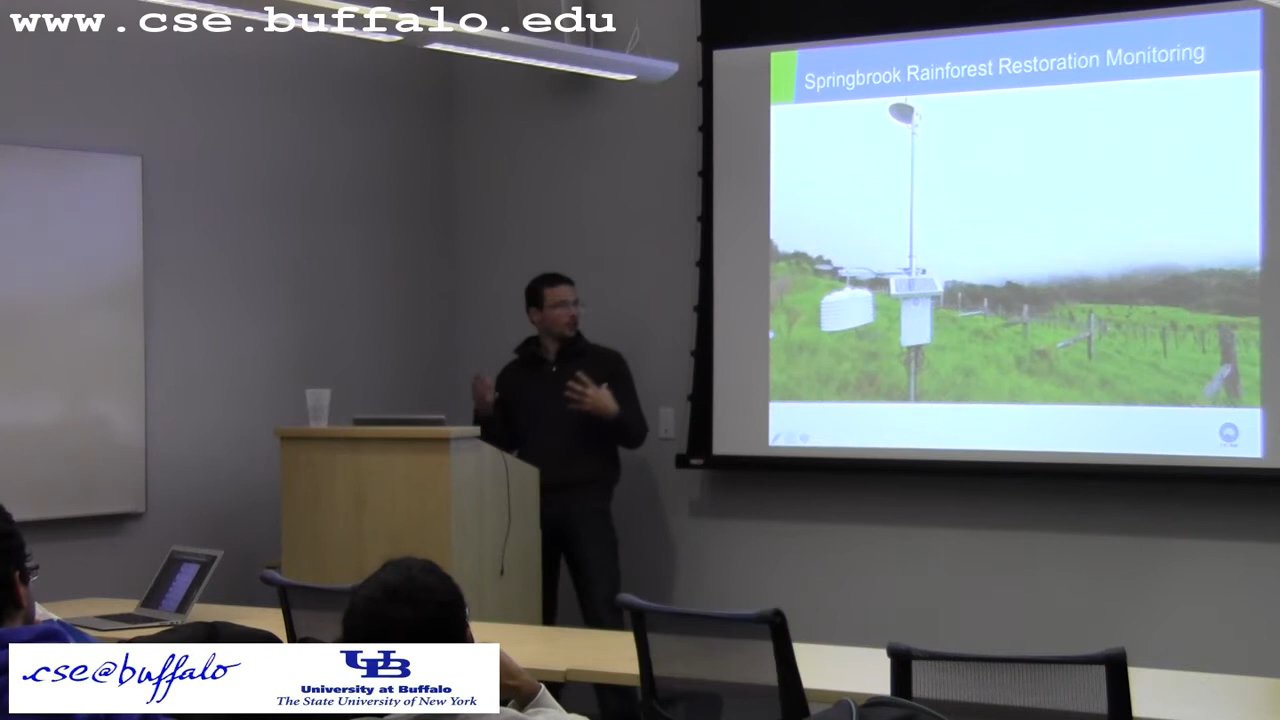 www.cse.buffalo.edu
Springbrook Rainforest Restoration Monitoring
cse@buffalo
UB
University at Buffalo
The State University of New York